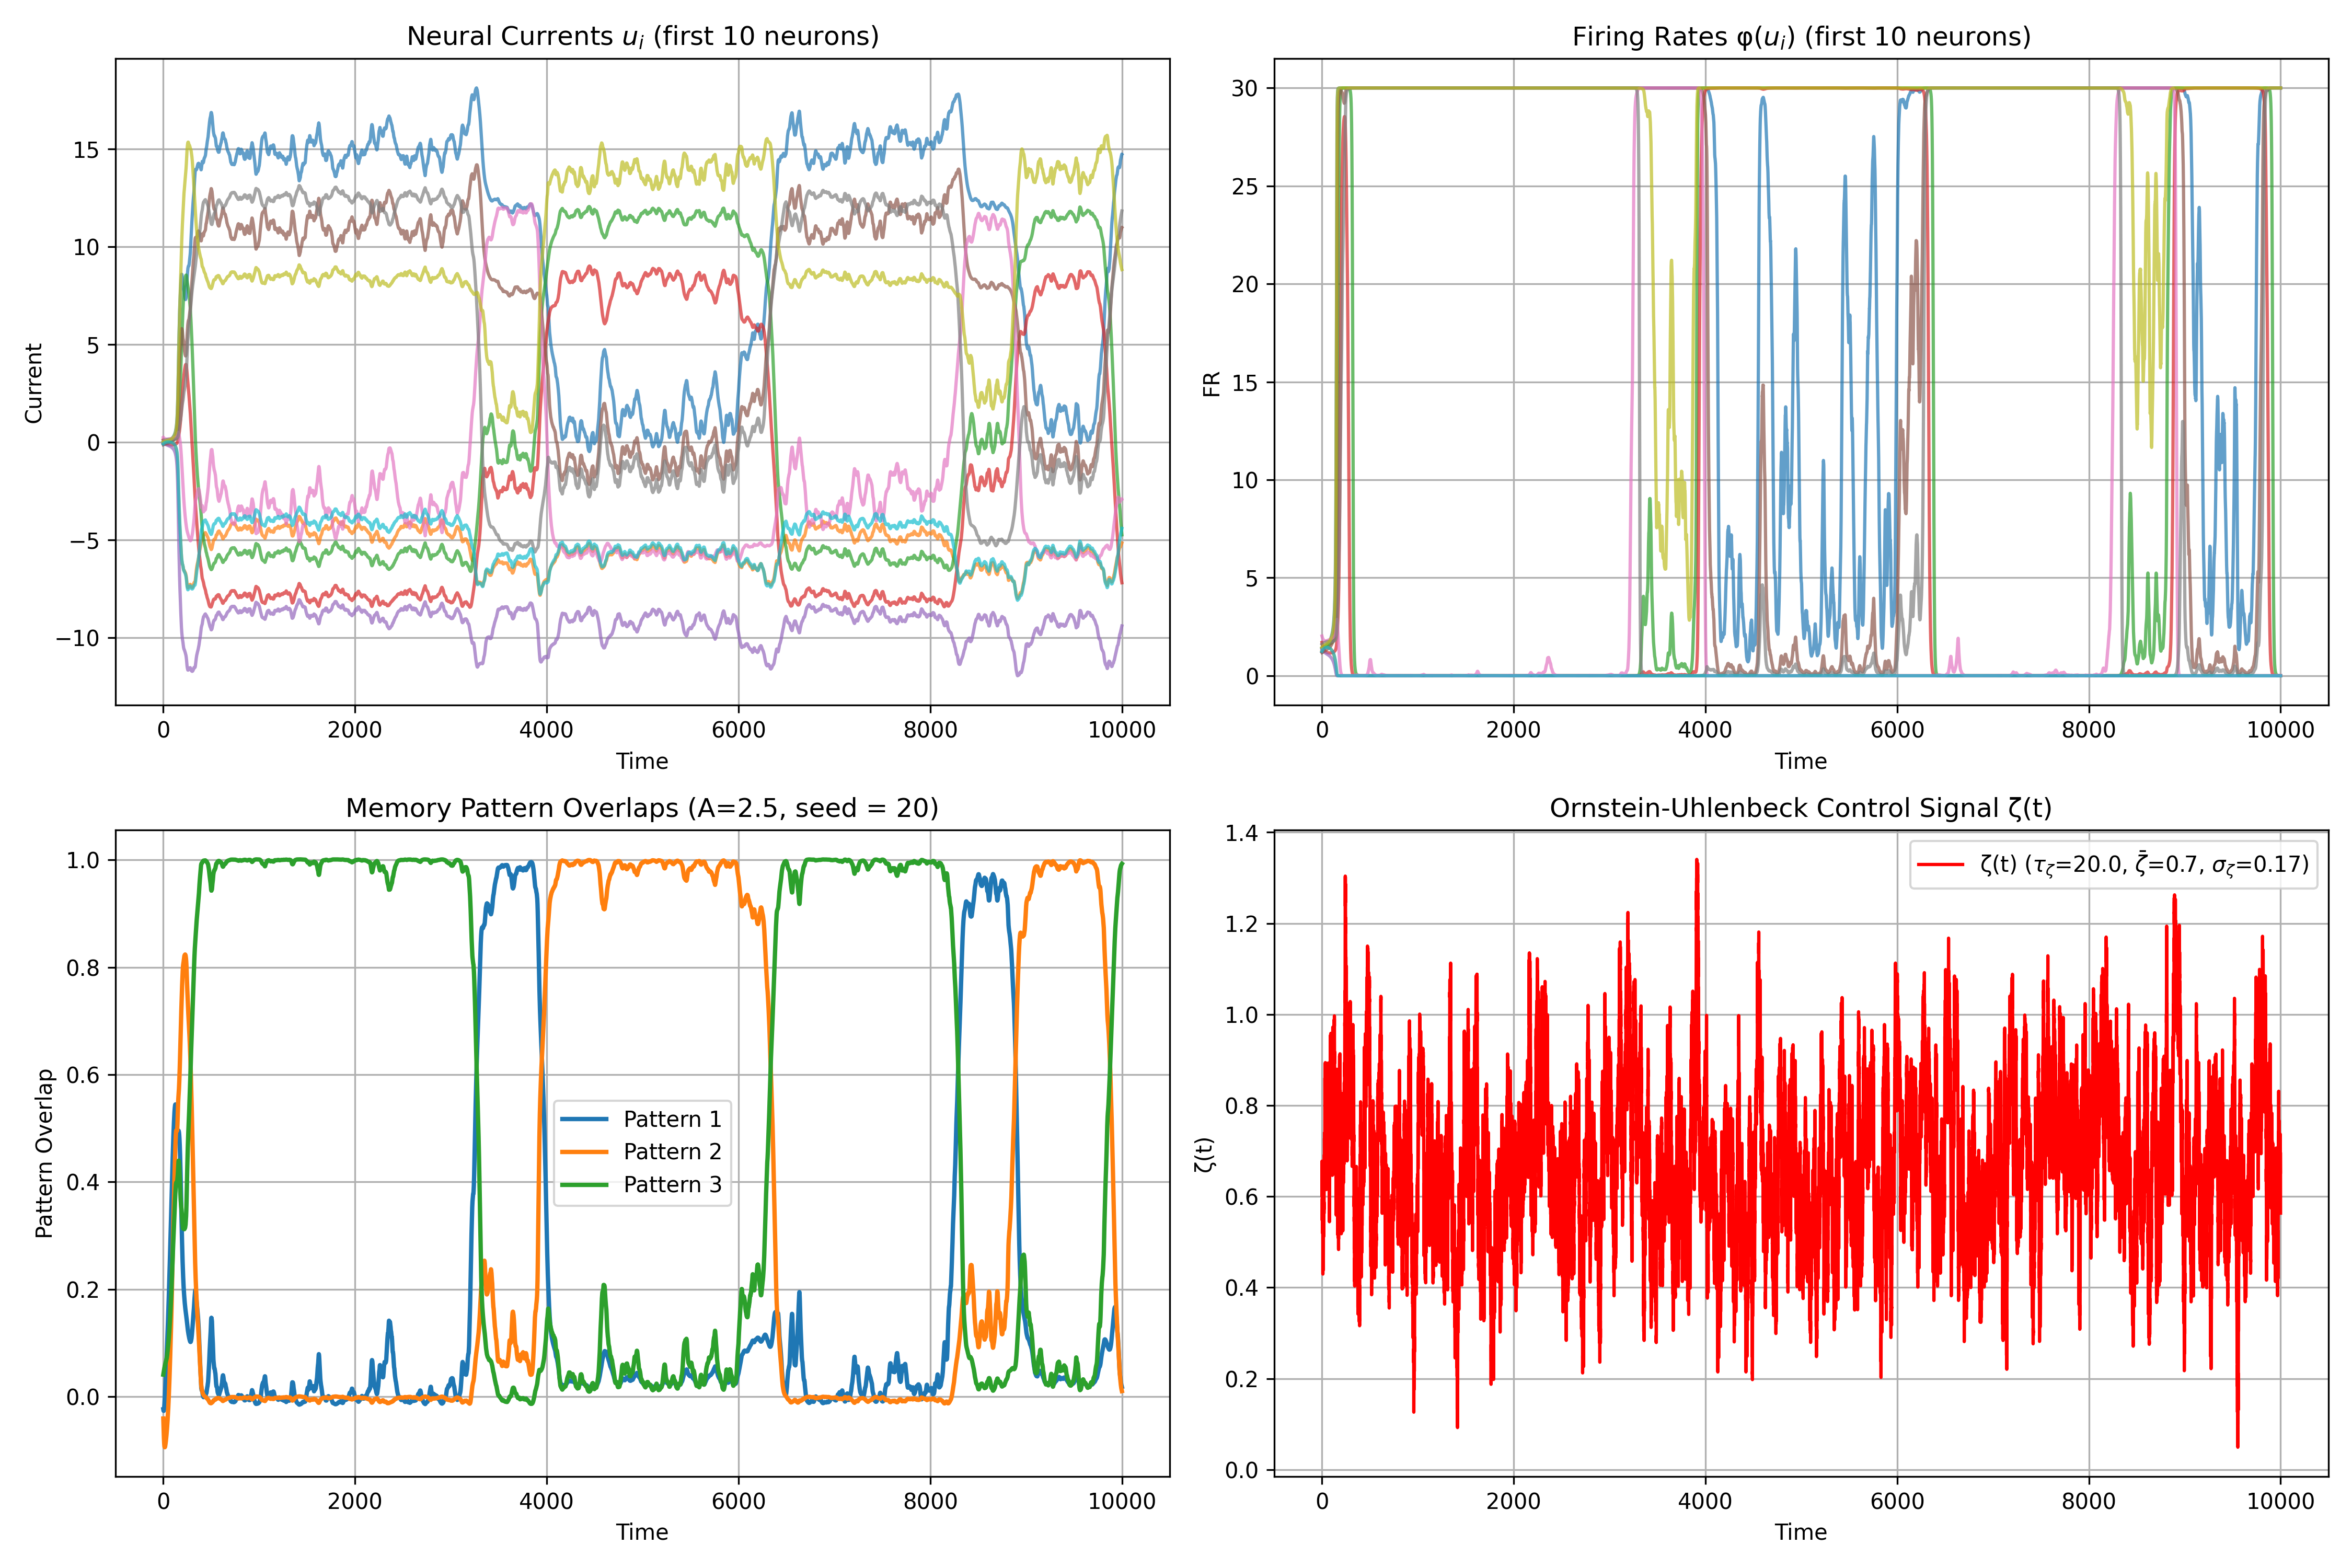 Neural Currents u_i (first 10 neurons)
Current
15
10
5
0
−5
−10
0 2000 4000 6000 8000 10000
Time
Firing Rates φ(u_i) (first 10 neurons)
FR
30
25
20
15
10
5
0
0 2000 4000 6000 8000 10000
Time
Memory Pattern Overlaps (A=2.5, seed = 20)
Pattern Overlap
1.0
0.8
0.6
0.4
0.2
0.0
Pattern 1
Pattern 2
Pattern 3
0 2000 4000 6000 8000 10000
Time
Ornstein-Uhlenbeck Control Signal ζ(t)
ζ(t)
1.4
1.2
1.0
0.8
0.6
0.4
0.2
0.0
ζ(t) (τ_ζ=20.0, ζ̄=0.7, σ_ζ=0.17)
0 2000 4000 6000 8000 10000
Time